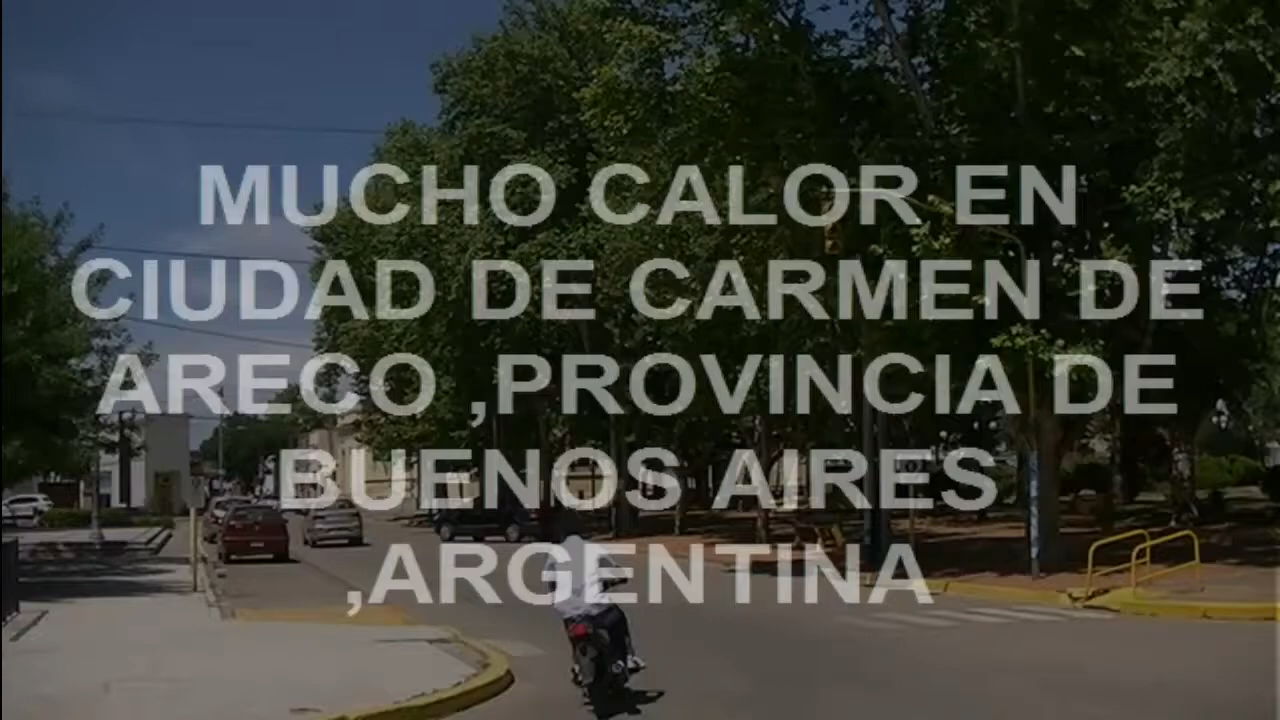 MUCHO CALOR EN
CIUDAD DE CARMEN DE
ARECO ,PROVINCIA DE
BUENOS AIRES
,ARGENTINA